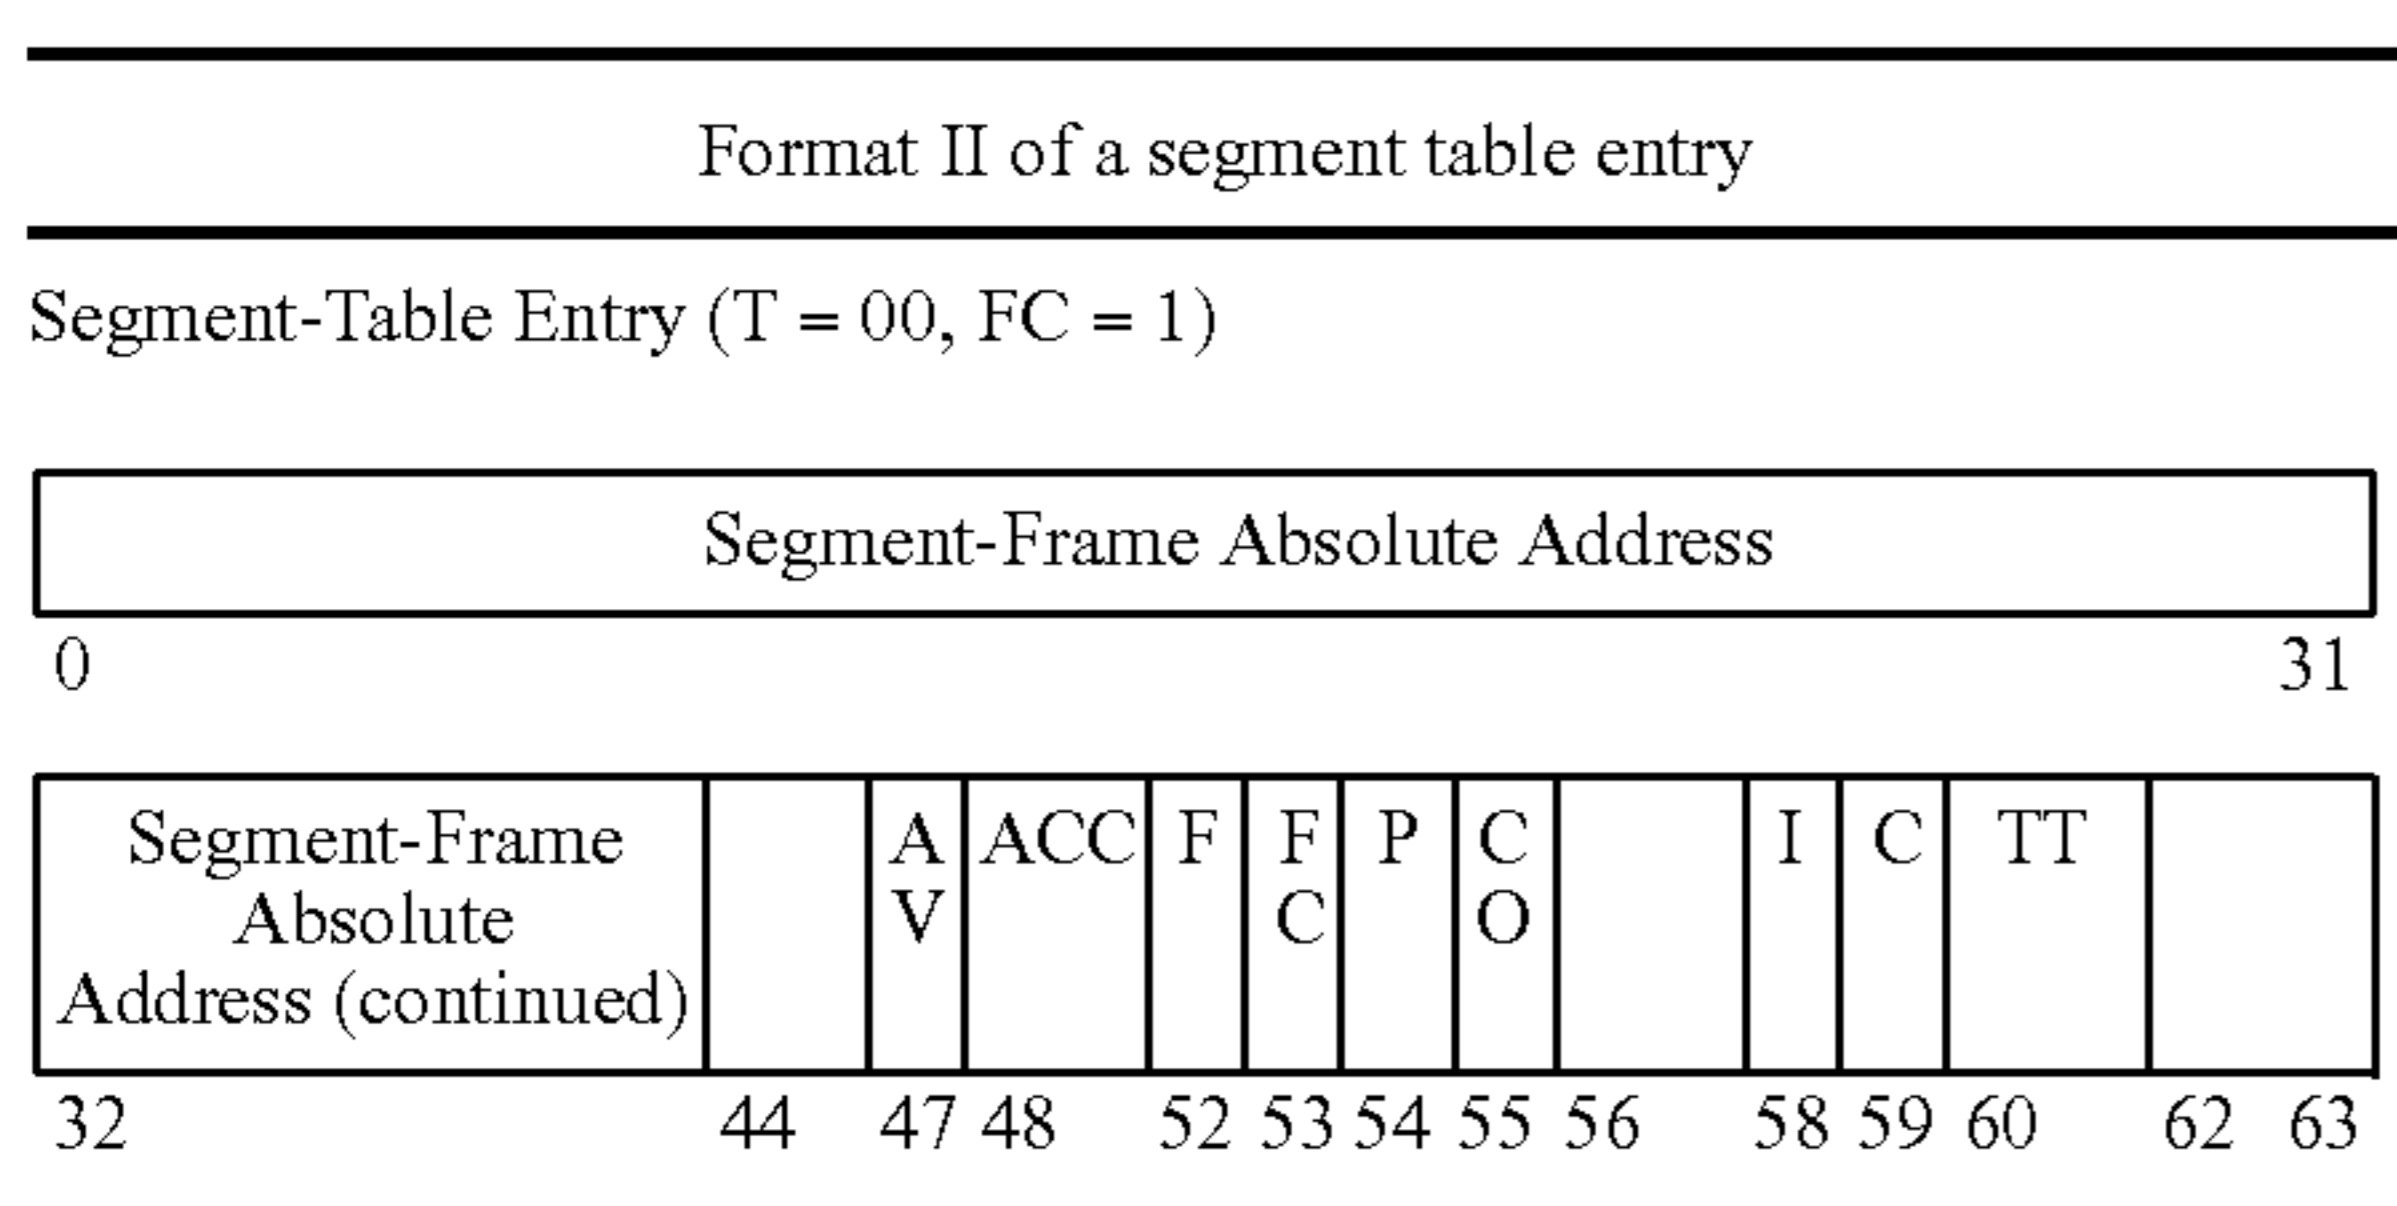 Format II of a segment table entry
Segment-Table Entry (T = 00, FC = 1)
Segment-Frame Absolute Address
0 31
Segment-Frame Absolute Address (continued)
A V
ACC
F
F C
P
C O
I
C
TT
32 44 47 48 52 53 54 55 56 58 59 60 62 63